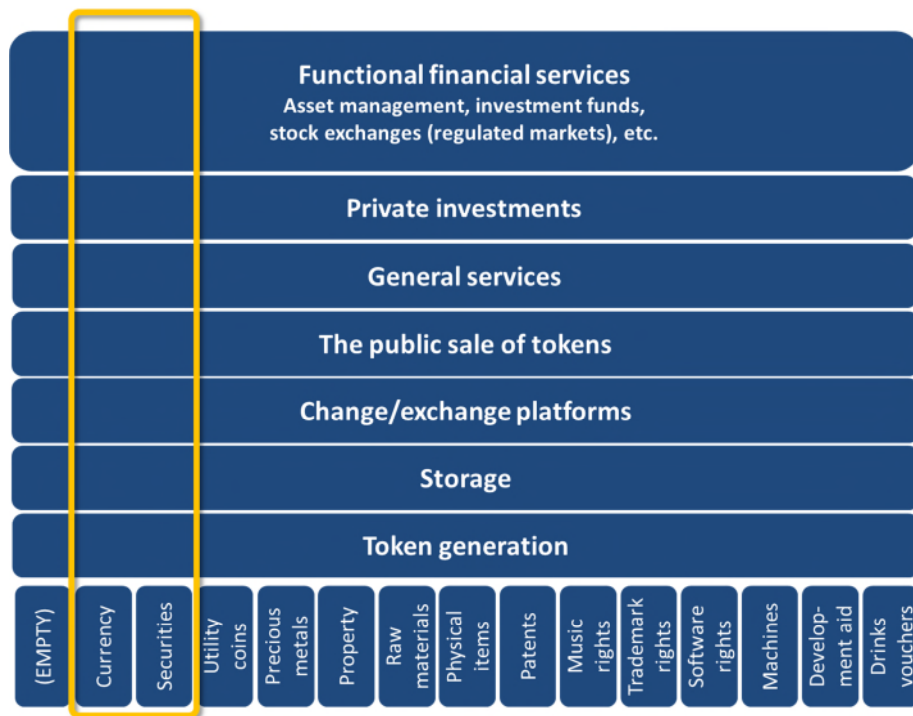 Functional financial services
Asset management, investment funds,
stock exchanges (regulated markets), etc.
Private investments
General services
The public sale of tokens
Change/exchange platforms
Storage
Token generation
(EMPTY)
Currency
Securities
Utility
coins
Precious
metals
Property
Raw
materials
Physical
items
Patents
Music
rights
Trademark
rights
Software
rights
Machines
Develop-
ment aid
Drinks
vouchers